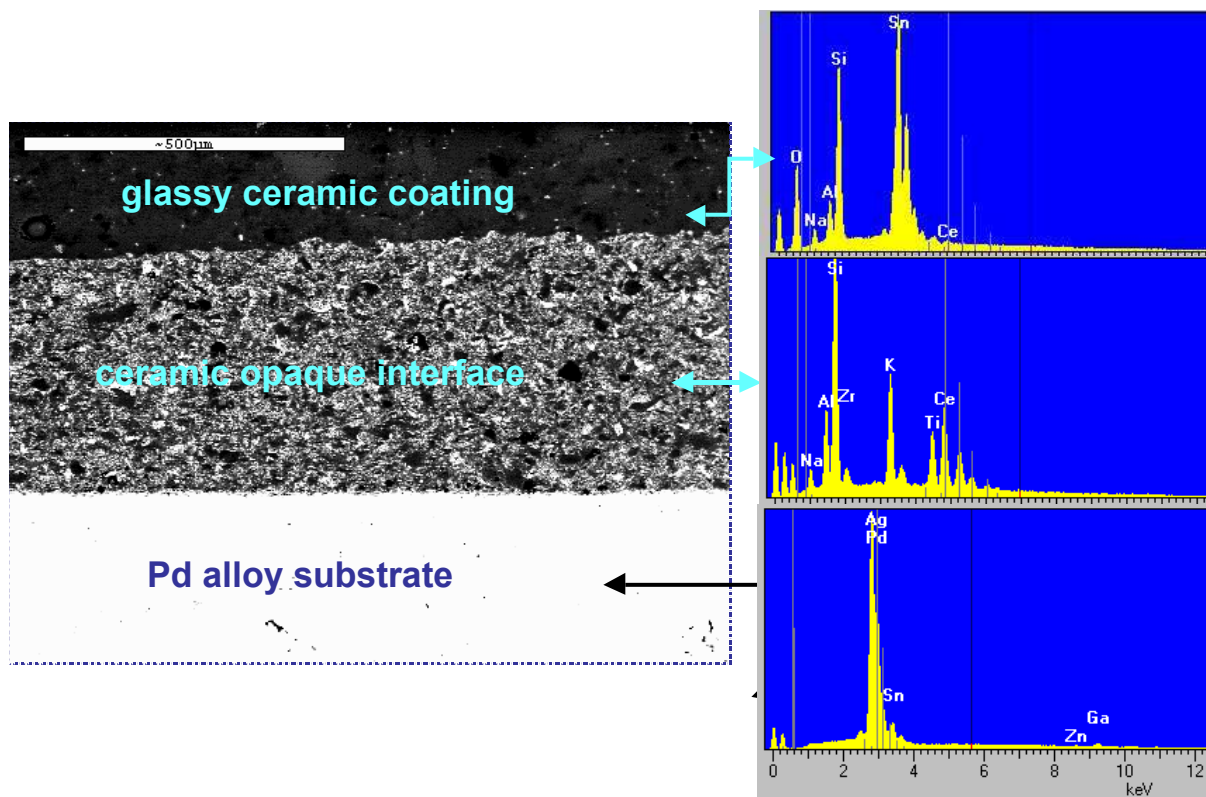 ~500µm
glassy ceramic coating
ceramic opaque interface
Pd alloy substrate
Sn
Si
O
Al
Na
Ce
Si
K
Al
Zr
Ce
Ti
Na
Ag
Pd
Sn
Ga
Zn
0 2 4 6 8 10 12
keV